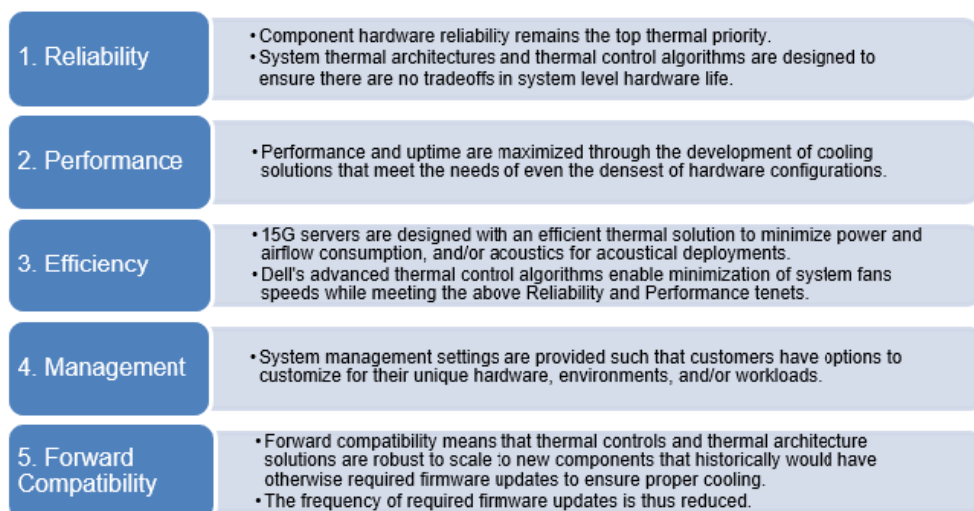 1. Reliability
• Component hardware reliability remains the top thermal priority.
• System thermal architectures and thermal control algorithms are designed to
ensure there are no tradeoffs in system level hardware life.
2. Performance
• Performance and uptime are maximized through the development of cooling
solutions that meet the needs of even the densest of hardware configurations.
3. Efficiency
• 15G servers are designed with an efficient thermal solution to minimize power and
airflow consumption, and/or acoustics for acoustical deployments.
• Dell's advanced thermal control algorithms enable minimization of system fans
speeds while meeting the above Reliability and Performance tenets.
4. Management
• System management settings are provided such that customers have options to
customize for their unique hardware, environments, and/or workloads.
5. Forward
Compatibility
• Forward compatibility means that thermal controls and thermal architecture
solutions are robust to scale to new components that historically would have
otherwise required firmware updates to ensure proper cooling.
• The frequency of required firmware updates is thus reduced.